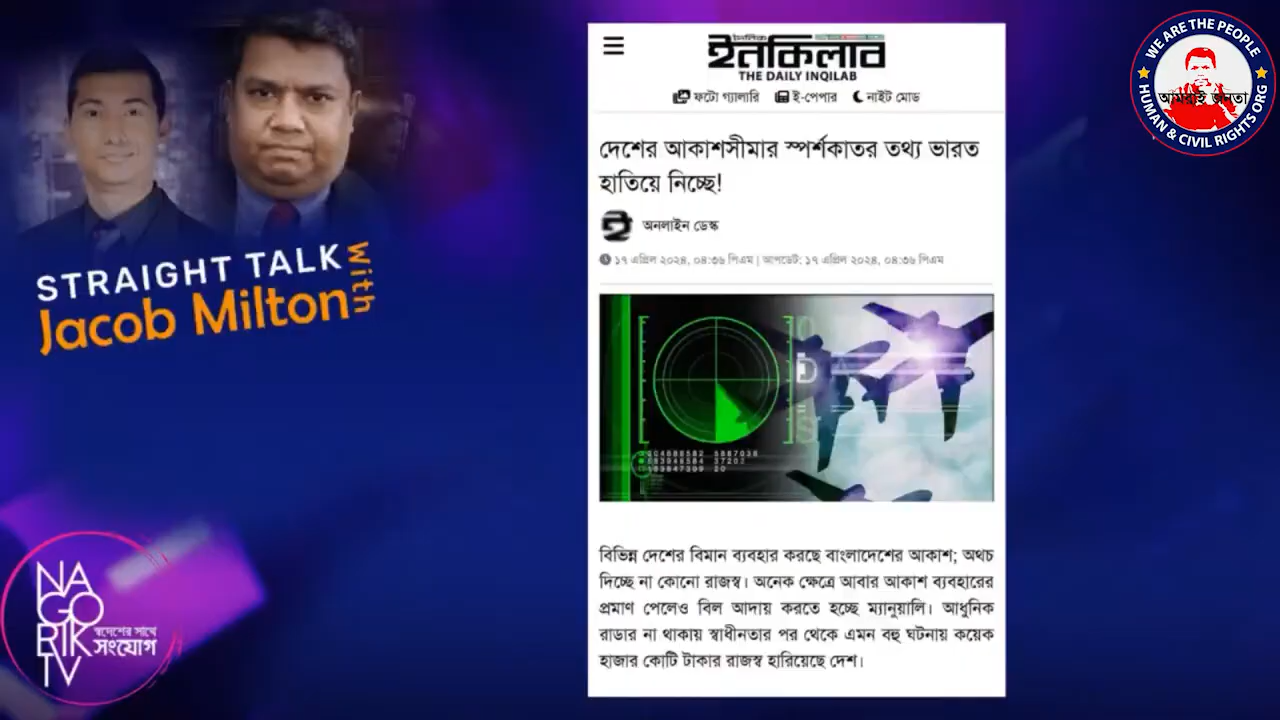 STRAIGHT TALK
with
Jacob Milton
NA
GO
RIK
TV
স্বদেশের সাথে
সংযোগ
দৈনিক
ইনকিলাব
THE DAILY INQILAB
ফটো গ্যালারি ই-পেপার নাইট মোড
দেশের আকাশসীমার স্পর্শকাতর তথ্য ভারত
হাতিয়ে নিচ্ছে!
অনলাইন ডেস্ক
১৭ এপ্রিল ২০২৪, ০৪:৩৬ পিএম | আপডেট: ১৭ এপ্রিল ২০২৪, ০৪:৩৬ পিএম
বিভিন্ন দেশের বিমান ব্যবহার করছে বাংলাদেশের আকাশ; অথচ
দিচ্ছে না কোনো রাজস্ব। অনেক ক্ষেত্রে আবার আকাশ ব্যবহারের
প্রমাণ পেলেও বিল আদায় করতে হচ্ছে ম্যানুয়ালি। আধুনিক
রাডার না থাকায় স্বাধীনতার পর থেকে এমন বহু ঘটনায় কয়েক
হাজার কোটি টাকার রাজস্ব হারিয়েছে দেশ।
WE ARE THE PEOPLE
আমরাই জনতা
HUMAN & CIVIL RIGHTS ORG